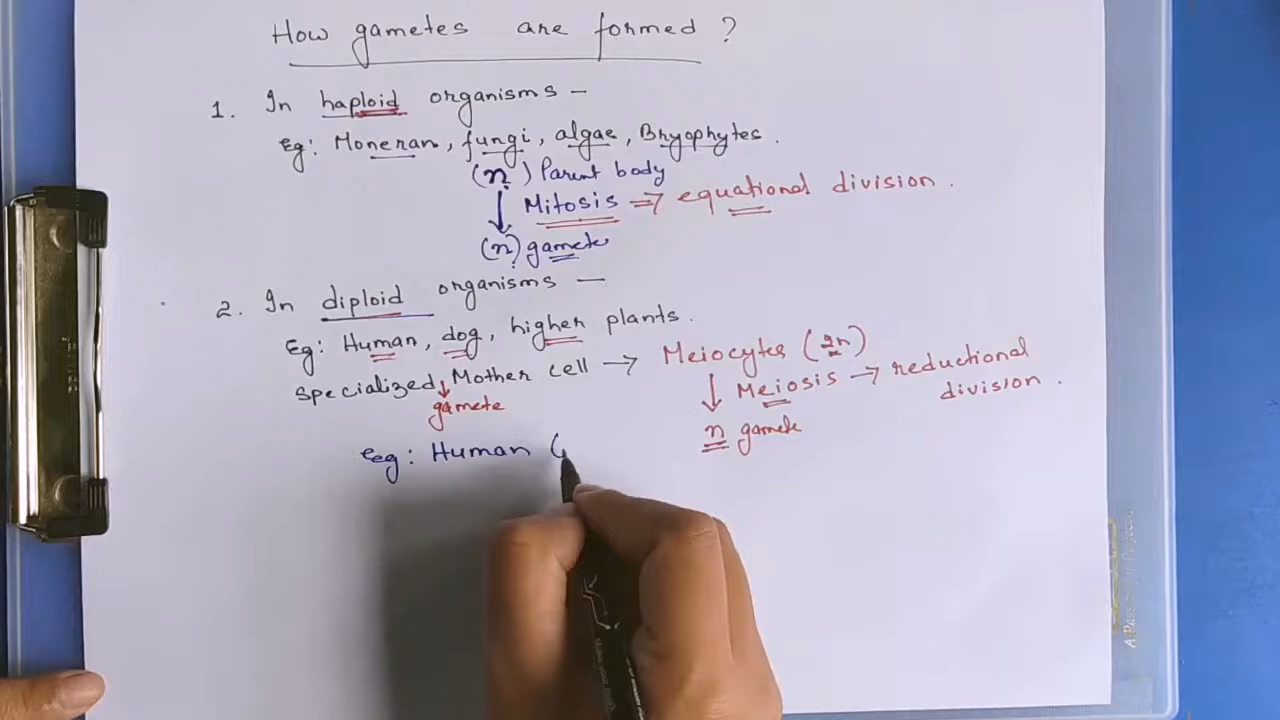 How gametes are formed ?
1. In haploid organisms —
Eg: Moneran, fungi, algae, Bryophytes.
(n) Parent body
↓ Mitosis ⇒ equational division.
(n) gamete
2. In diploid organisms —
Eg: Human, dog, higher plants.
specialized Mother cell → Meiocytes (2n)
↓ gamete
↓ Meiosis → reductional division.
n gamete
eg: Human (